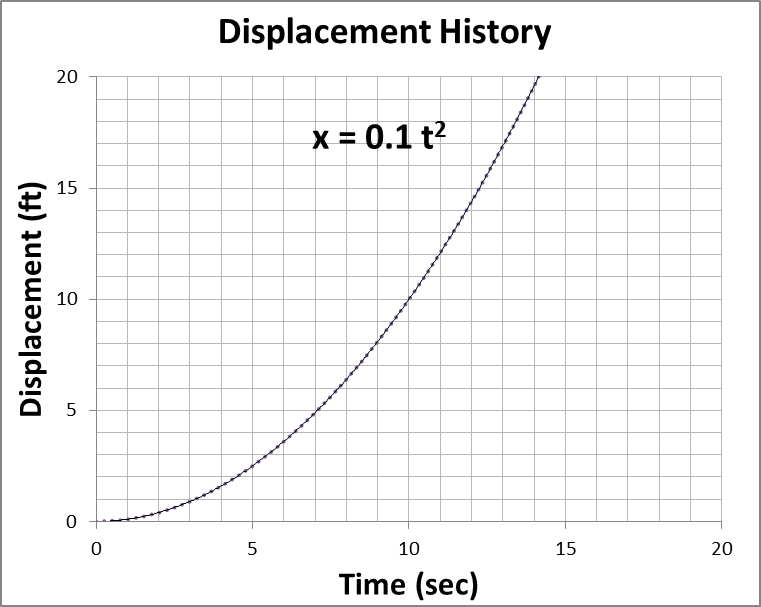 Displacement History
x = 0.1 t²
Displacement (ft)
20
15
10
5
0
0 5 10 15 20
Time (sec)